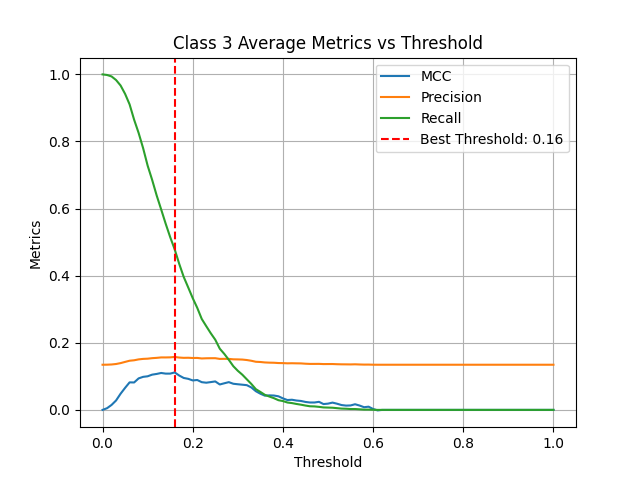 Class 3 Average Metrics vs Threshold
MCC
Precision
Recall
Best Threshold: 0.16
Metrics
1.0
0.8
0.6
0.4
0.2
0.0
0.0 0.2 0.4 0.6 0.8 1.0
Threshold